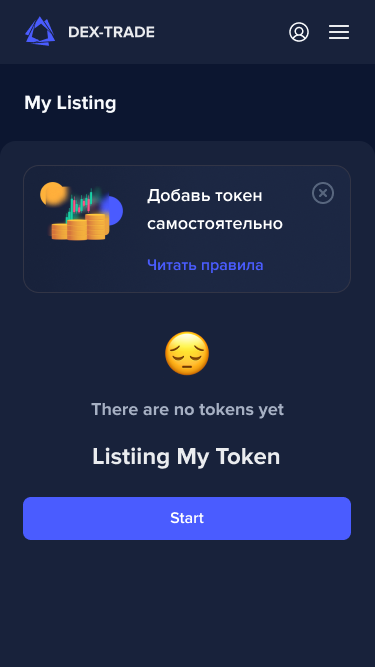 DEX-TRADE
My Listing
Добавь токен
самостоятельно
Читать правила
There are no tokens yet
Listiing My Token
Start